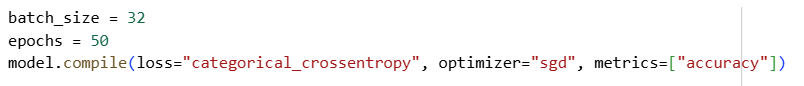 batch_size = 32
epochs = 50
model.compile(loss="categorical_crossentropy", optimizer="sgd", metrics=["accuracy"])